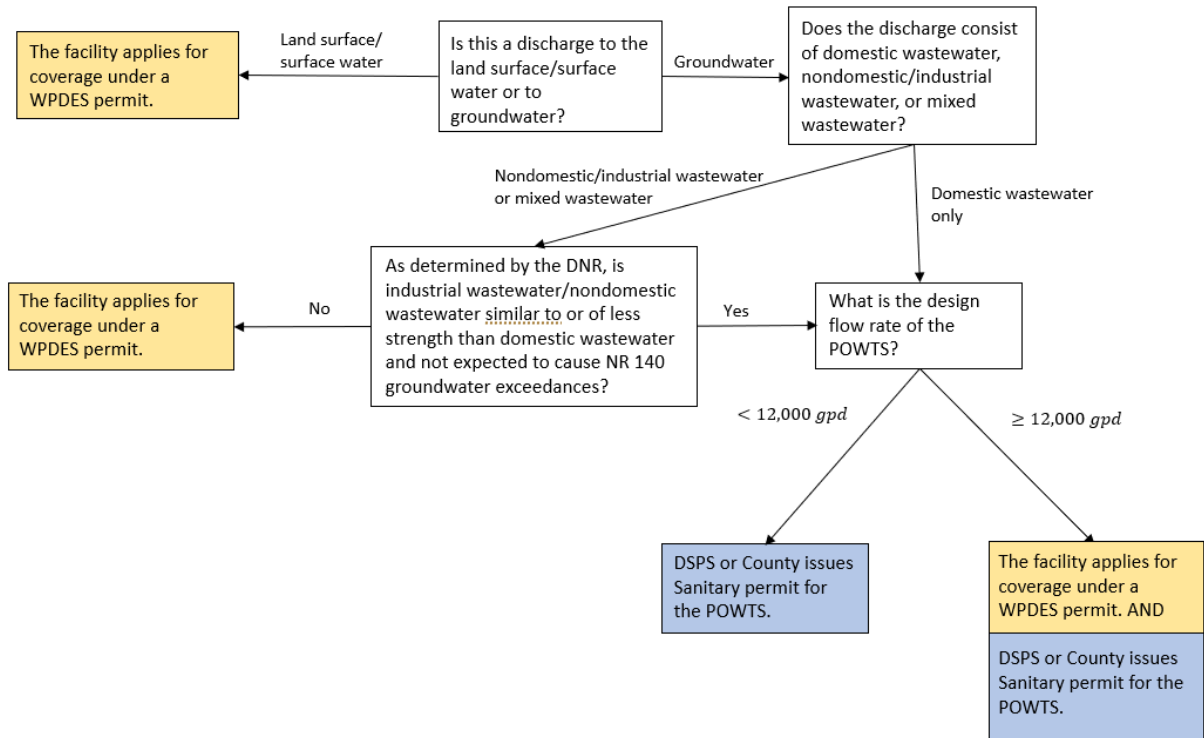 The facility applies for
coverage under a
WPDES permit.
Land surface/
surface water
Is this a discharge to the
land surface/surface
water or to
groundwater?
Groundwater
Does the discharge consist
of domestic wastewater,
nondomestic/industrial
wastewater, or mixed
wastewater?
Nondomestic/industrial wastewater
or mixed wastewater
Domestic wastewater
only
The facility applies for
coverage under a
WPDES permit.
No
As determined by the DNR, is
industrial wastewater/nondomestic
wastewater similar to or of less
strength than domestic wastewater
and not expected to cause NR 140
groundwater exceedances?
Yes
What is the design
flow rate of the
POWTS?
< 12,000 gpd
≥ 12,000 gpd
DSPS or County issues
Sanitary permit for
the POWTS.
The facility applies for
coverage under a
WPDES permit. AND
DSPS or County issues
Sanitary permit for the
POWTS.